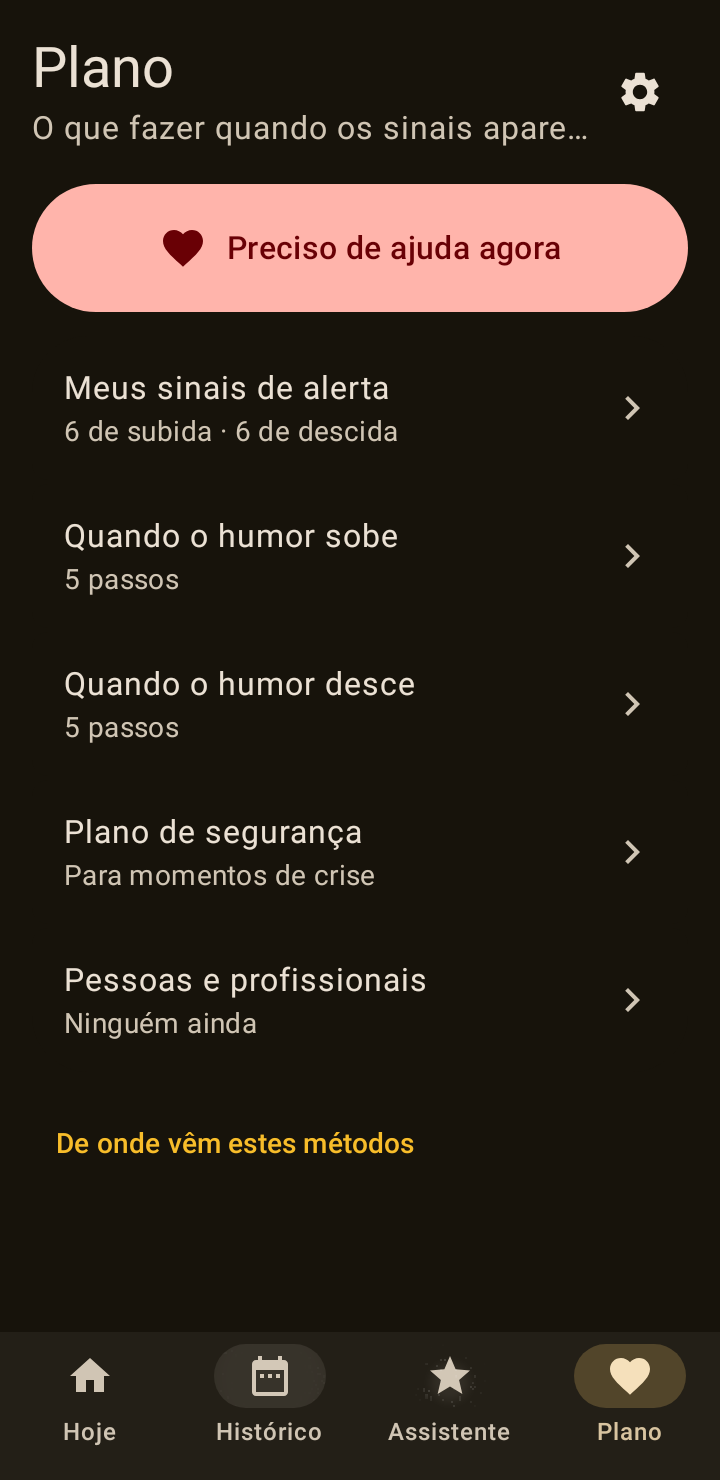 Plano
O que fazer quando os sinais apare…
Preciso de ajuda agora
Meus sinais de alerta
6 de subida · 6 de descida
Quando o humor sobe
5 passos
Quando o humor desce
5 passos
Plano de segurança
Para momentos de crise
Pessoas e profissionais
Ninguém ainda
De onde vêm estes métodos
Hoje
Histórico
Assistente
Plano